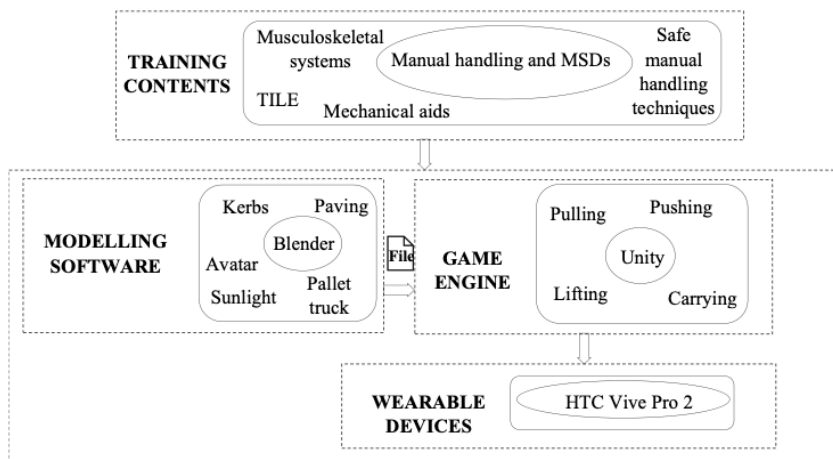 TRAINING
CONTENTS
Musculoskeletal
systems
Manual handling and MSDs
Safe
manual
handling
techniques
TILE
Mechanical aids
MODELLING
SOFTWARE
Kerbs
Paving
Blender
Avatar
Sunlight
Pallet
truck
File
GAME
ENGINE
Pulling
Pushing
Unity
Lifting
Carrying
WEARABLE
DEVICES
HTC Vive Pro 2